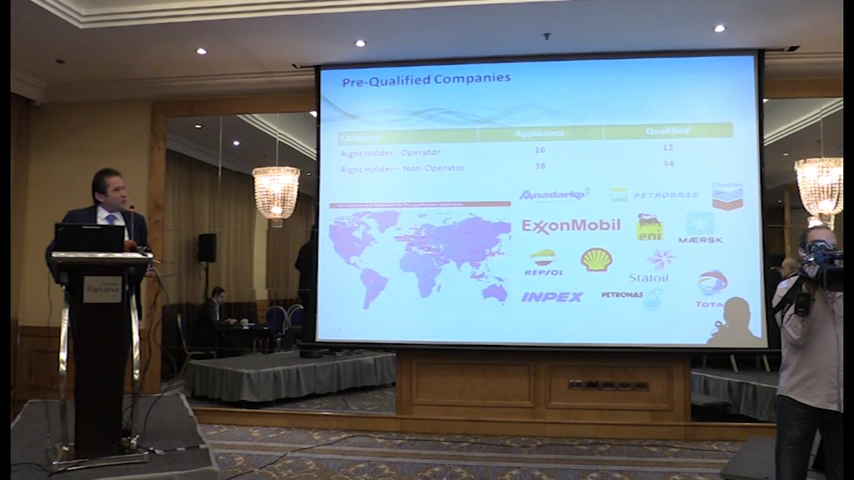 Pre-Qualified Companies
Category Applicants Qualified
Right Holder - Operator 16 12
Right Holder – Non-Operator 38 34
Anadarko
PETROBRAS
Chevron
ExxonMobil
eni
MÆRSK
REPSOL
Statoil
TOTAL
INPEX
PETRONAS